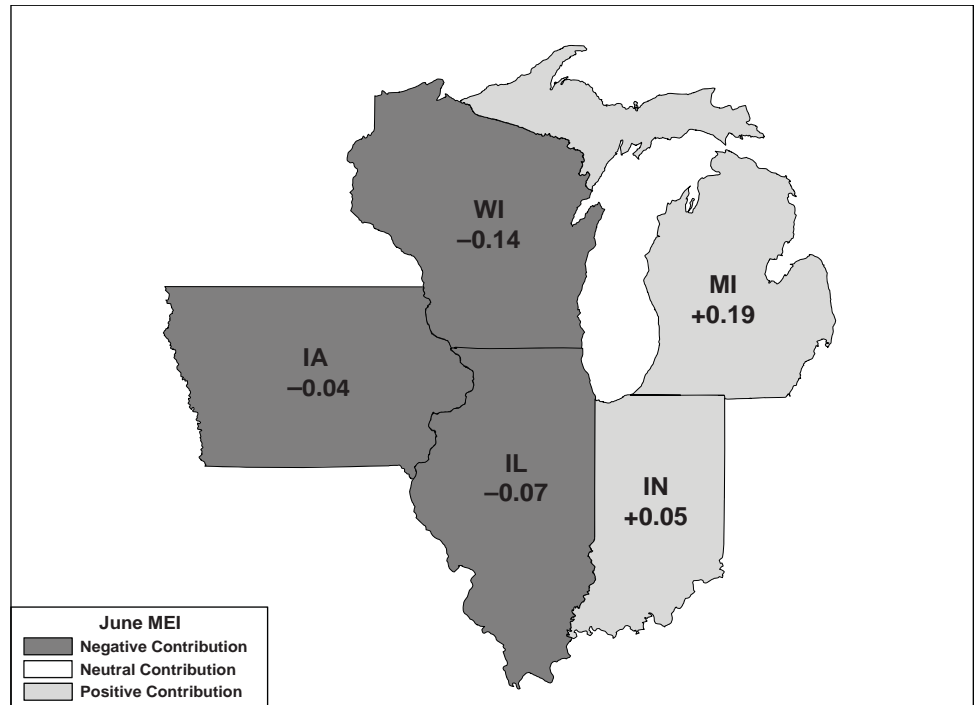 WI
−0.14
MI
+0.19
IA
−0.04
IL
−0.07
IN
+0.05
June MEI
Negative Contribution
Neutral Contribution
Positive Contribution